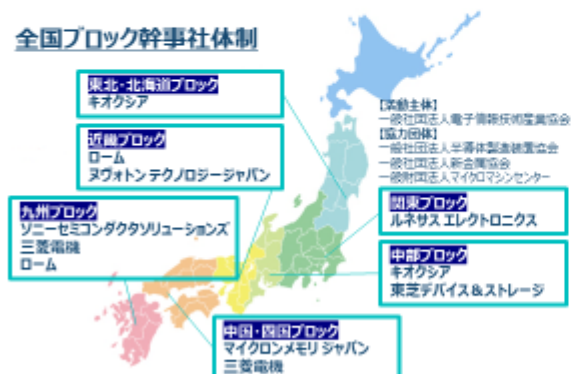 全国ブロック幹事社体制
東北・北海道ブロック
キオクシア
近畿ブロック
ローム
ヌヴォトン テクノロジージャパン
九州ブロック
ソニーセミコンダクタソリューションズ
三菱電機
ローム
【活動主体】
一般社団法人電子情報技術産業協会
【協力団体】
一般社団法人半導体製造装置協会
一般社団法人新金属協会
一般財団法人マイクロマシンセンター
関東ブロック
ルネサス エレクトロニクス
中部ブロック
キオクシア
東芝デバイス&ストレージ
中国・四国ブロック
マイクロンメモリ ジャパン
三菱電機